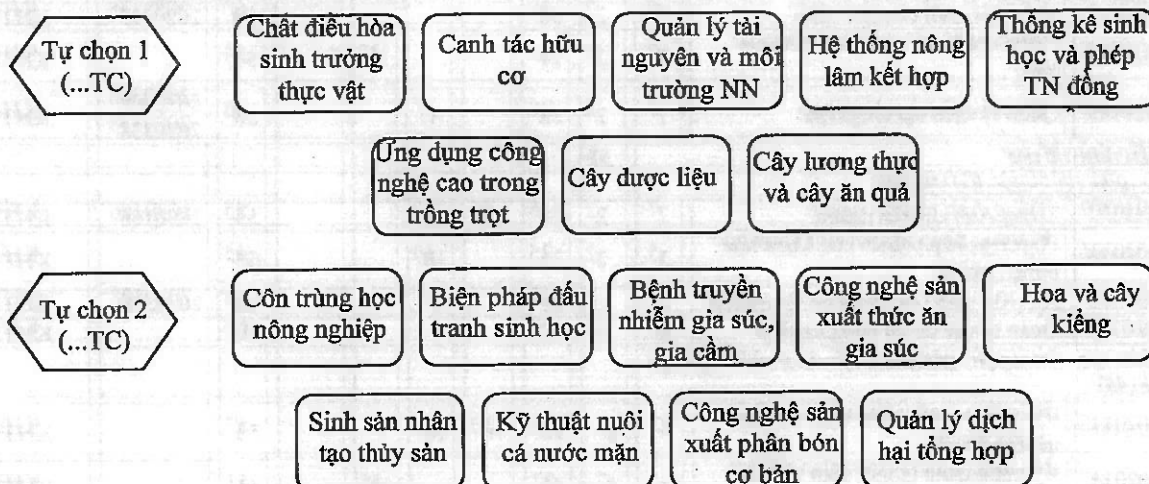 Tự chọn 1
(...TC)
Chất điều hòa
sinh trưởng
thực vật
Canh tác hữu
cơ
Quản lý tài
nguyên và môi
trường NN
Hệ thống nông
lâm kết hợp
Thống kê sinh
học và phép
TN đồng
Ứng dụng công
nghệ cao trong
trồng trọt
Cây dược liệu
Cây lương thực
và cây ăn quả
Tự chọn 2
(...TC)
Côn trùng học
nông nghiệp
Biện pháp đấu
tranh sinh học
Bệnh truyền
nhiễm gia súc,
gia cầm
Công nghệ sản
xuất thức ăn
gia súc
Hoa và cây
kiểng
Sinh sản nhân
tạo thủy sản
Kỹ thuật nuôi
cá nước mặn
Công nghệ sản
xuất phân bón
cơ bản
Quản lý dịch
hại tổng hợp